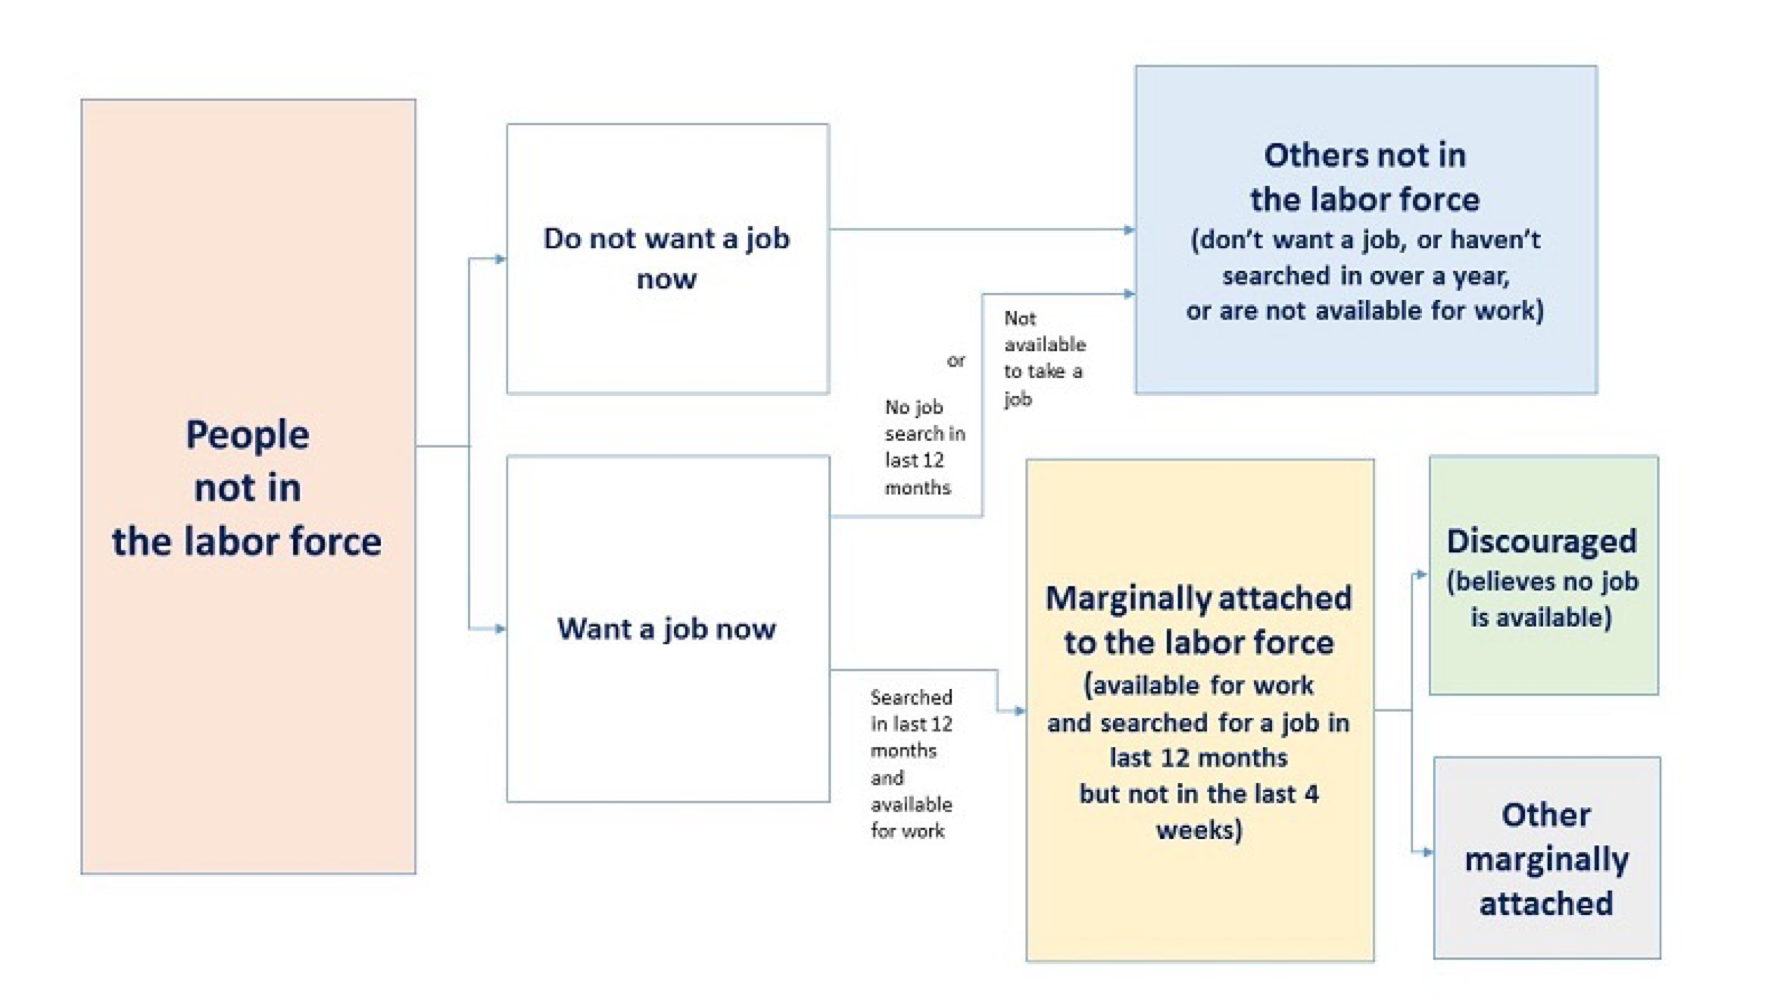 People
not in
the labor force
Do not want a job
now
Want a job now
or
No job
search in
last 12
months
Not
available
to take a
job
Searched
in last 12
months
and
available
for work
Others not in
the labor force
(don't want a job, or haven't
searched in over a year,
or are not available for work)
Marginally attached
to the labor force
(available for work
and searched for a job in
last 12 months
but not in the last 4
weeks)
Discouraged
(believes no job
is available)
Other
marginally
attached